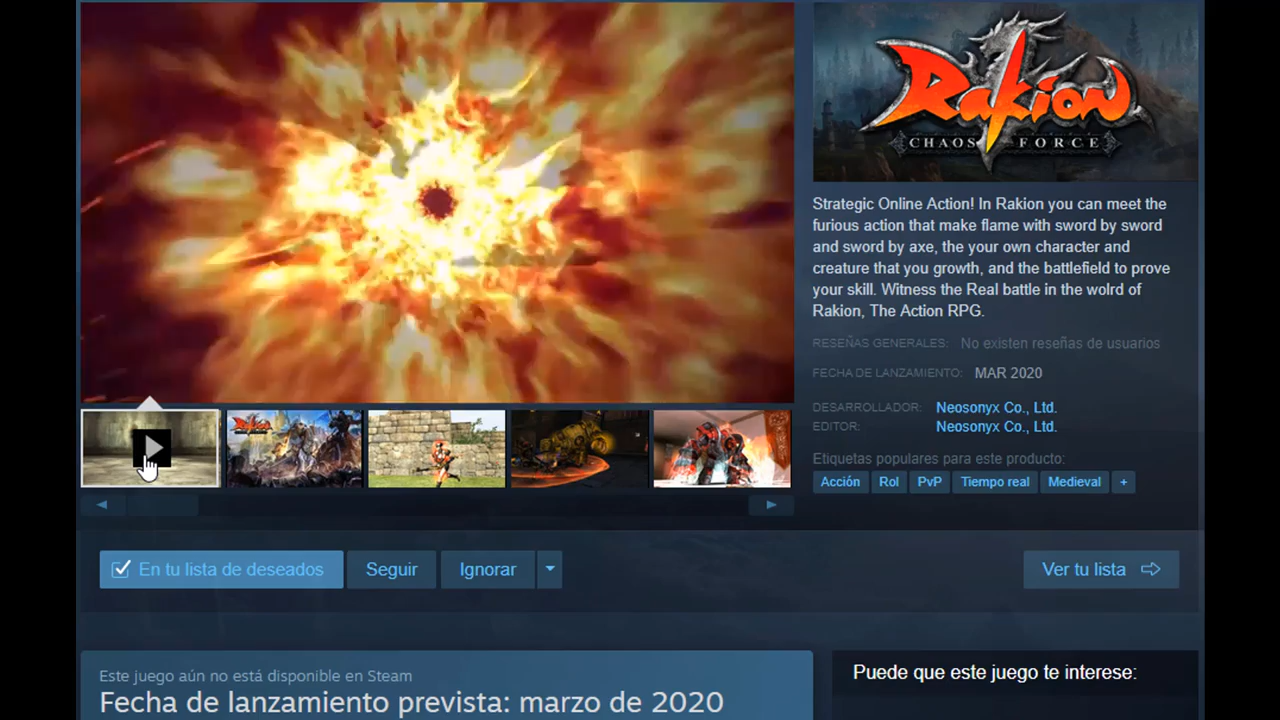 Rakion
CHAOS FORCE
Strategic Online Action! In Rakion you can meet the
furious action that make flame with sword by sword
and sword by axe, the your own character and
creature that you growth, and the battlefield to prove
your skill. Witness the Real battle in the wolrd of
Rakion, The Action RPG.
RESEÑAS GENERALES: No existen reseñas de usuarios
FECHA DE LANZAMIENTO: MAR 2020
DESARROLLADOR: Neosonyx Co., Ltd.
EDITOR: Neosonyx Co., Ltd.
Etiquetas populares para este producto:
Acción Rol PvP Tiempo real Medieval +
Rakion
En tu lista de deseados Seguir Ignorar Ver tu lista
Este juego aún no está disponible en Steam
Fecha de lanzamiento prevista: marzo de 2020
Puede que este juego te interese: